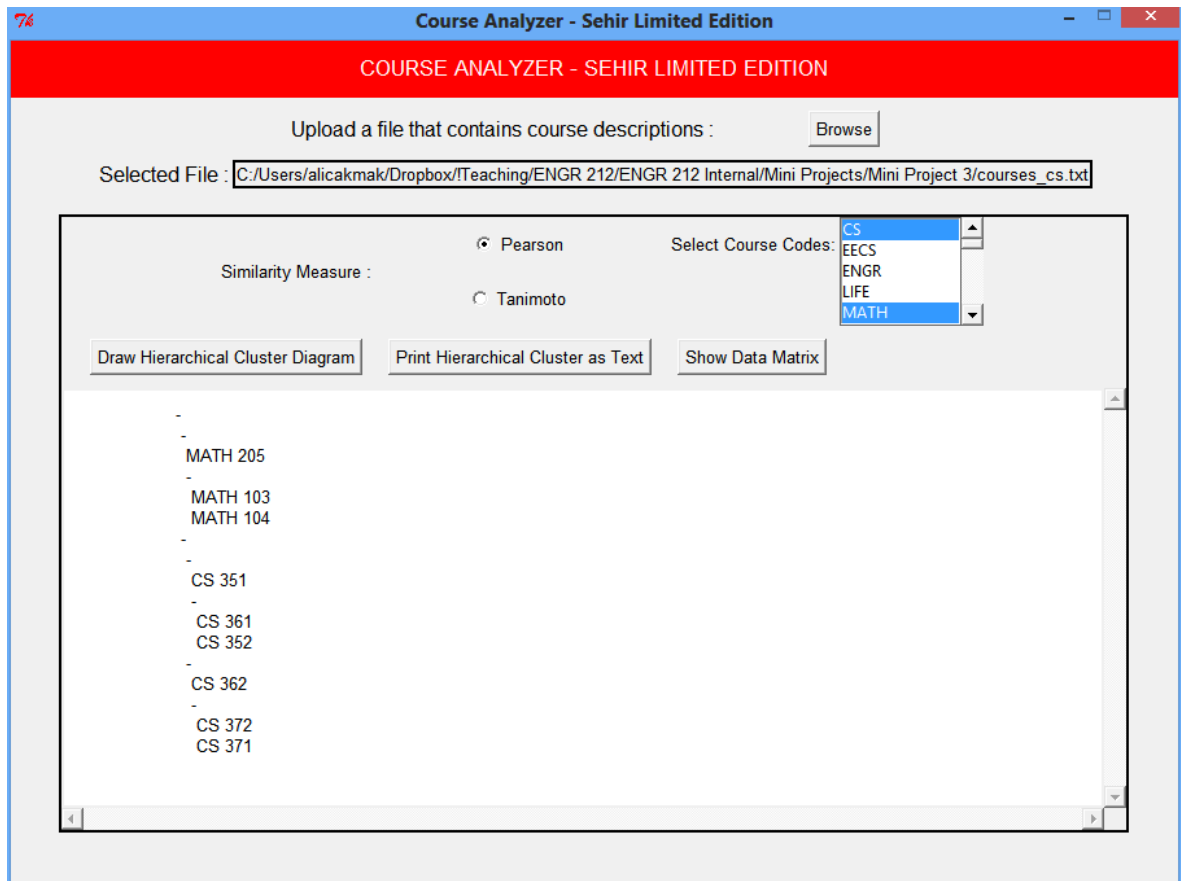 Course Analyzer - Sehir Limited Edition
COURSE ANALYZER - SEHIR LIMITED EDITION
Upload a file that contains course descriptions :
Browse
Selected File : C:/Users/alicakmak/Dropbox/!Teaching/ENGR 212/ENGR 212 Internal/Mini Projects/Mini Project 3/courses_cs.txt
Similarity Measure :
Pearson
Tanimoto
Select Course Codes:
CS
EECS
ENGR
LIFE
MATH
Draw Hierarchical Cluster Diagram
Print Hierarchical Cluster as Text
Show Data Matrix
-
-
MATH 205
-
MATH 103
MATH 104
-
-
CS 351
-
CS 361
CS 352
-
CS 362
-
CS 372
CS 371